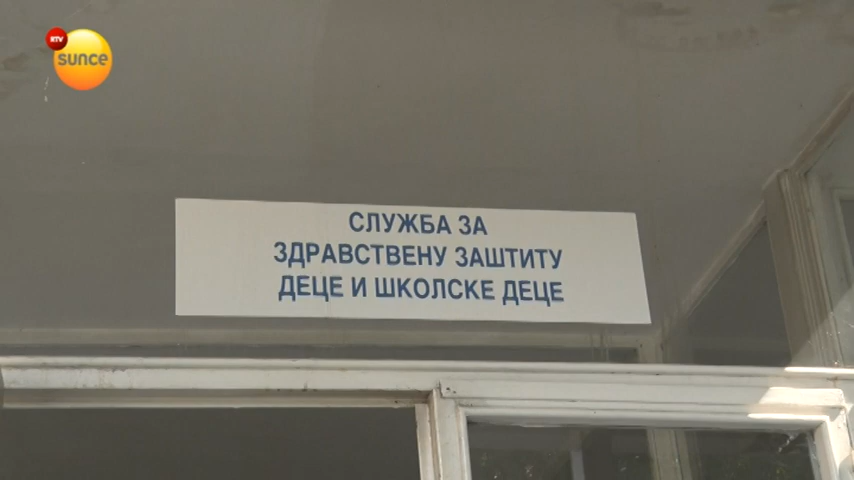 RTV
sunce
СЛУЖБА ЗА
ЗДРАВСТВЕНУ ЗАШТИТУ
ДЕЦЕ И ШКОЛСКЕ ДЕЦЕ